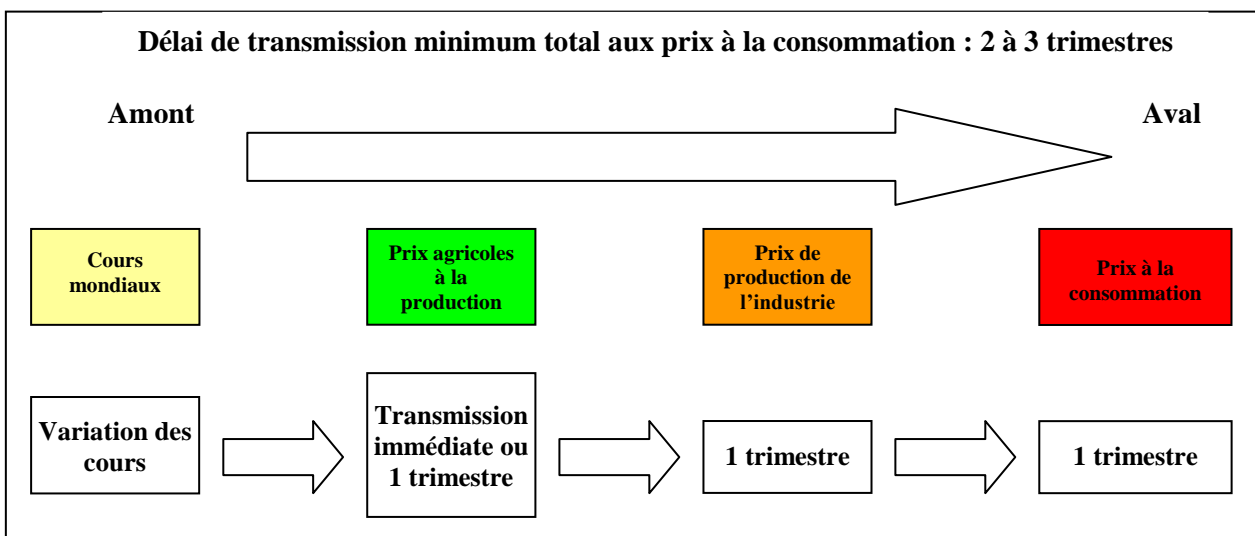 Délai de transmission minimum total aux prix à la consommation : 2 à 3 trimestres
Amont
Aval
Cours
mondiaux
Prix agricoles
à la
production
Prix de
production de
l’industrie
Prix à la
consommation
Variation des
cours
Transmission
immédiate ou
1 trimestre
1 trimestre
1 trimestre